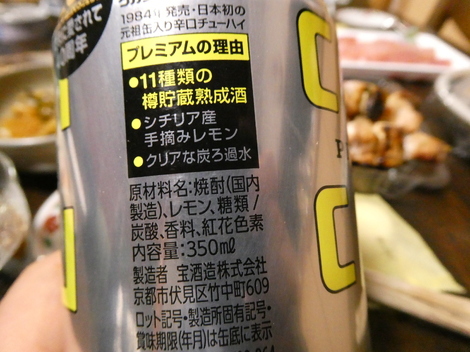 1984年発売・日本初の
元祖缶入り辛口チューハイ
プレミアムの理由
●11種類の
樽貯蔵熟成酒
●シチリア産
手摘みレモン
●クリアな炭ろ過水
原材料名:焼酎(国内
製造)、レモン、糖類/
炭酸、香料、紅花色素
内容量:350ml
製造者 宝酒造株式会社
京都市伏見区竹中町609
ロット記号・製造所固有記号・
賞味期限(年月)は缶底に表示